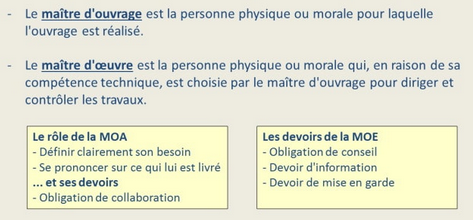 - Le maître d'ouvrage est la personne physique ou morale pour laquelle
l'ouvrage est réalisé.
- Le maître d'œuvre est la personne physique ou morale qui, en raison de sa
compétence technique, est choisie par le maître d'ouvrage pour diriger et
contrôler les travaux.
Le rôle de la MOA
- Définir clairement son besoin
- Se prononcer sur ce qui lui est livré
... et ses devoirs
- Obligation de collaboration
Les devoirs de la MOE
- Obligation de conseil
- Devoir d'information
- Devoir de mise en garde